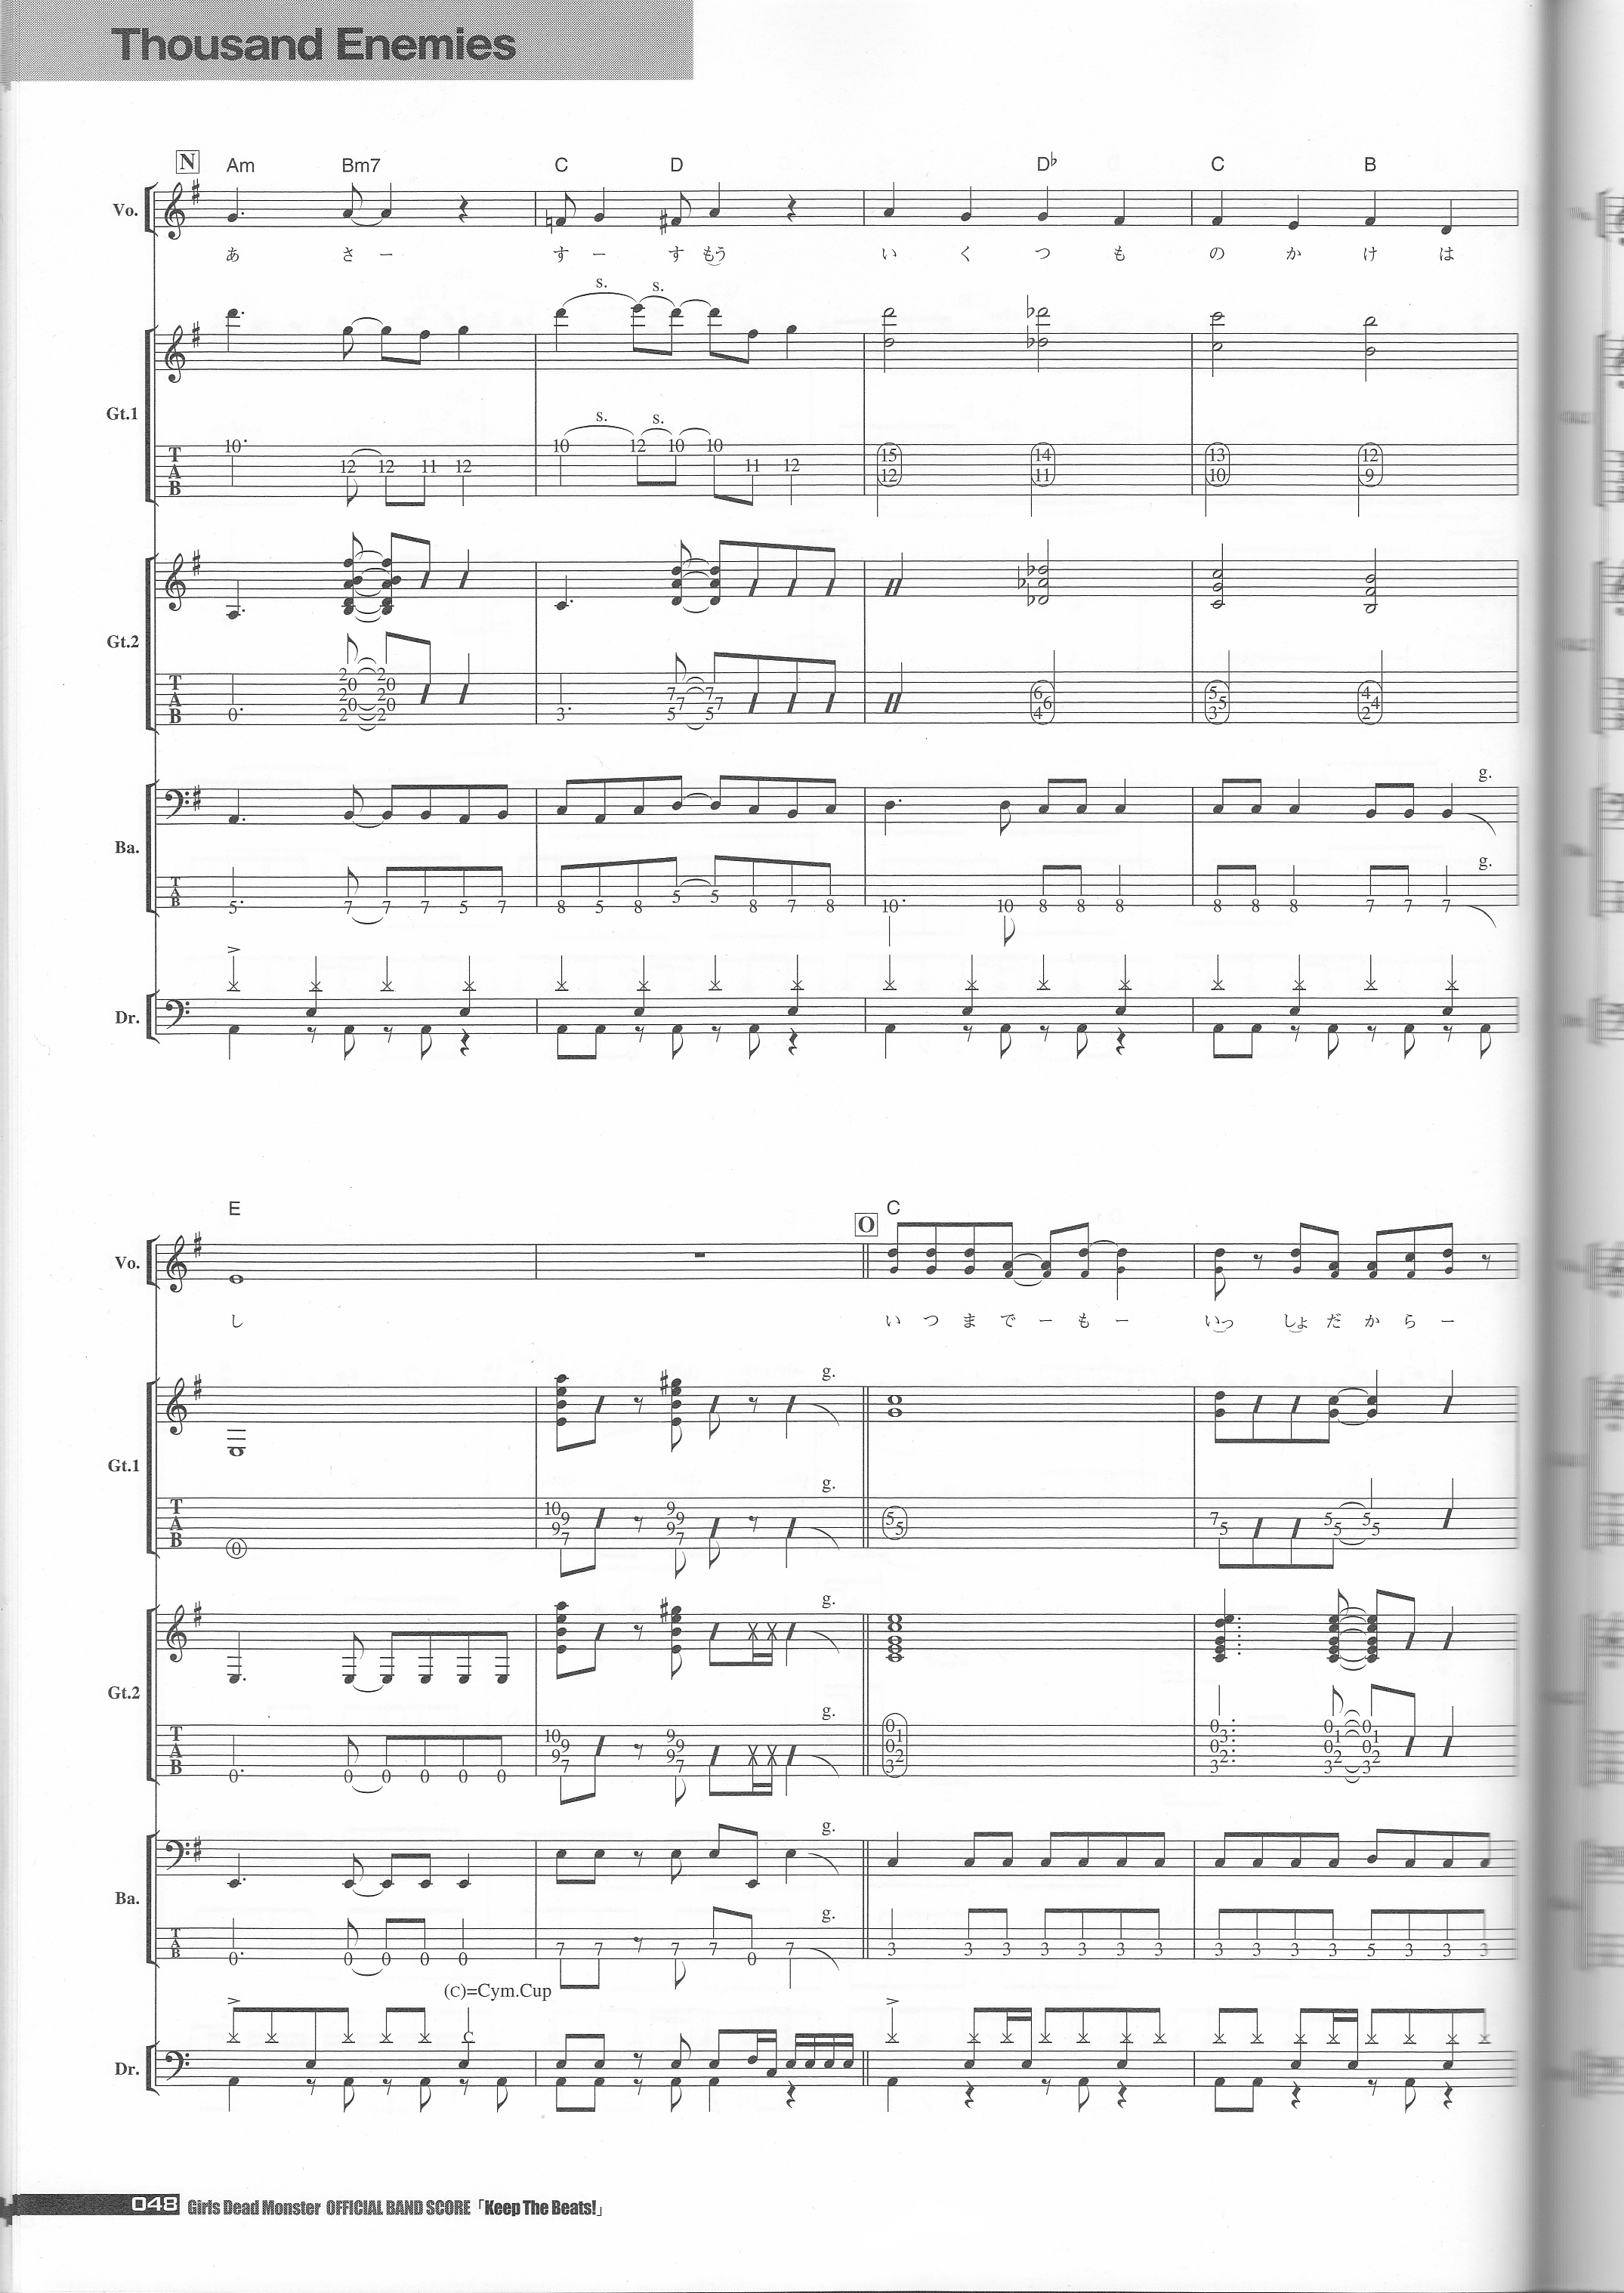 Thousand Enemies
N Am Bm7 C D D♭ C B
Vo.
あ さ ー す ー す もう い く つ も の か け は
s. s.
Gt.1
s. s.
T A B 10 12 12 11 12 10 12 10 10 11 12 15 12 14 11 13 10 12 9
Gt.2
T A B 0 2 0 2 0 2 2 0 2 0 2 3 7 7 5 7 7 5 6 6 4 5 5 3 4 4 2
g.
Ba.
g.
T A B 5 7 7 7 5 7 8 5 8 5 5 8 7 8 10 10 8 8 8 8 8 8 7 7 7
Dr.
E O C
Vo.
し い つ ま で ー も ー いっ しょ だ か ら ー
g.
Gt.1
g.
T A B 0 10 9 9 7 9 9 9 7 5 5 7 5 5 5 5 5
g.
Gt.2
g.
T A B 0 0 0 0 0 0 10 9 9 7 9 9 9 7 0 1 0 2 3 0 3 0 2 3 0 1 0 2 3 0 1 0 2 3
g.
Ba.
g.
T A B 0 0 0 0 0 7 7 7 7 0 7 3 3 3 3 3 3 3 3 3 3 3 5 3 3 3
(C)=Cym.Cup
C
Dr.
048 Girls Dead Monster OFFICIAL BAND SCORE「Keep The Beats!」